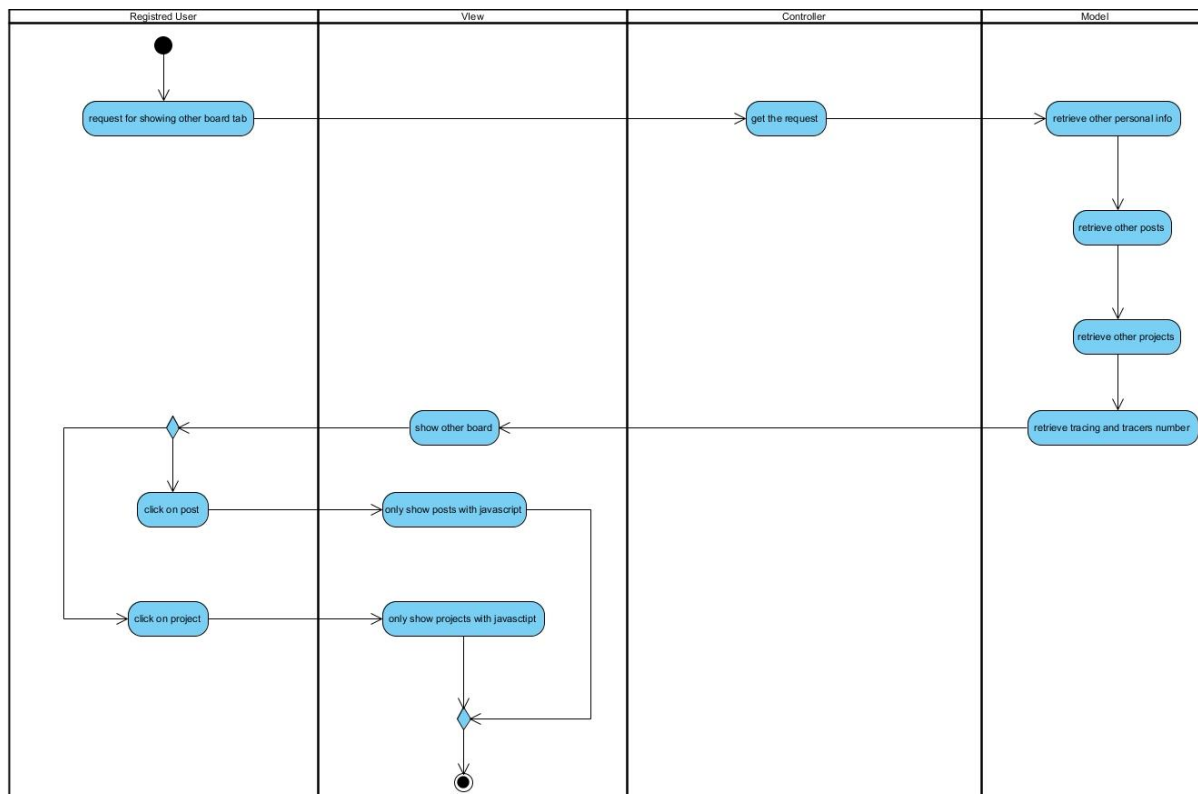 Registred User
VIew
Controller
Model
request for showing other board tab
get the request
retrieve other personal info
retrieve other posts
retrieve other projects
show other board
retrieve tracing and tracers number
click on post
only show posts with javascript
click on project
only show projects with javasctipt